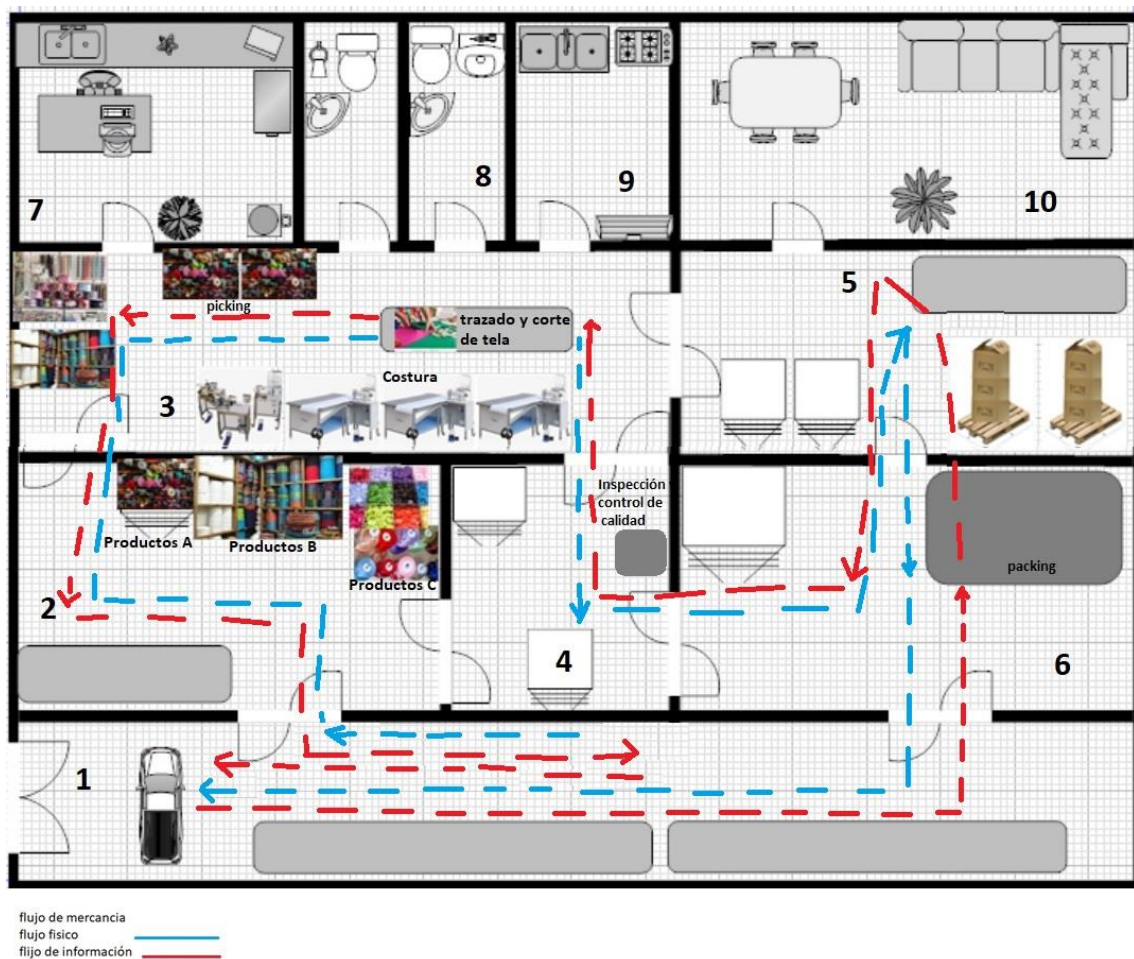 7
8
9
10
picking
trazado y corte
de tela
5
Costura
3
Productos A
Productos B
Productos C
Inspección
control de
calidad
packing
2
4
6
1
flujo de mercancia
flujo fisico
flijo de información